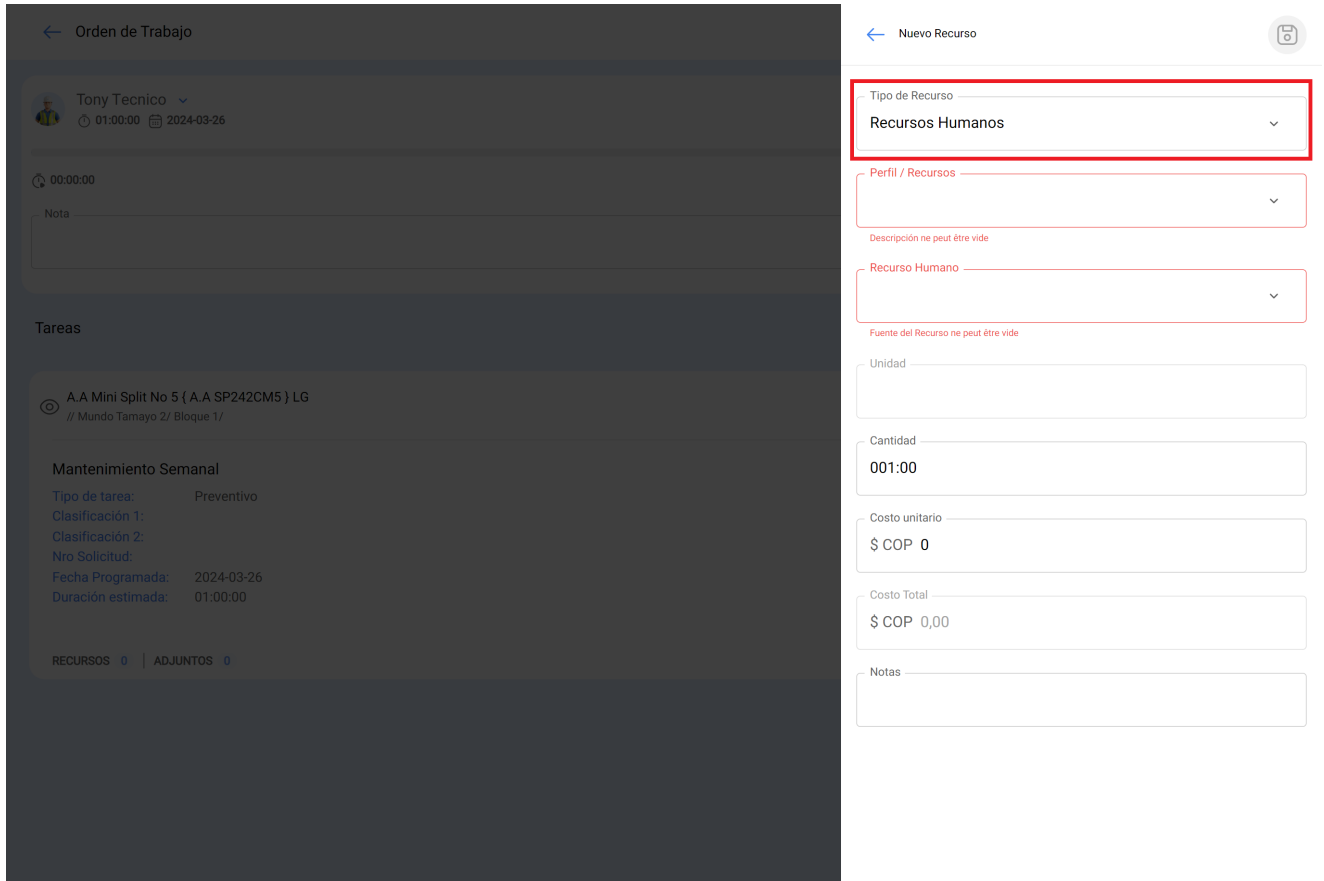 Orden de Trabajo
Tony Tecnico
01:00:00 2024-03-26
00:00:00
Nota
Tareas
A.A Mini Split No 5 { A.A SP242CM5 } LG
// Mundo Tamayo 2/ Bloque 1/
Mantenimiento Semanal
Tipo de tarea: Preventivo
Clasificación 1:
Clasificación 2:
Nro Solicitud:
Fecha Programada: 2024-03-26
Duración estimada: 01:00:00
RECURSOS 0 | ADJUNTOS 0
Nuevo Recurso
Tipo de Recurso
Recursos Humanos
Perfil / Recursos
Descripción ne peut être vide
Recurso Humano
Fuente del Recurso ne peut être vide
Unidad
Cantidad
001:00
Costo unitario
$ COP 0
Costo Total
$ COP 0,00
Notas